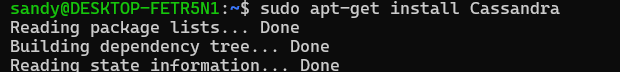 sandy@DESKTOP-FETR5N1:~$ sudo apt-get install Cassandra
Reading package lists... Done
Building dependency tree... Done
Reading state information... Done